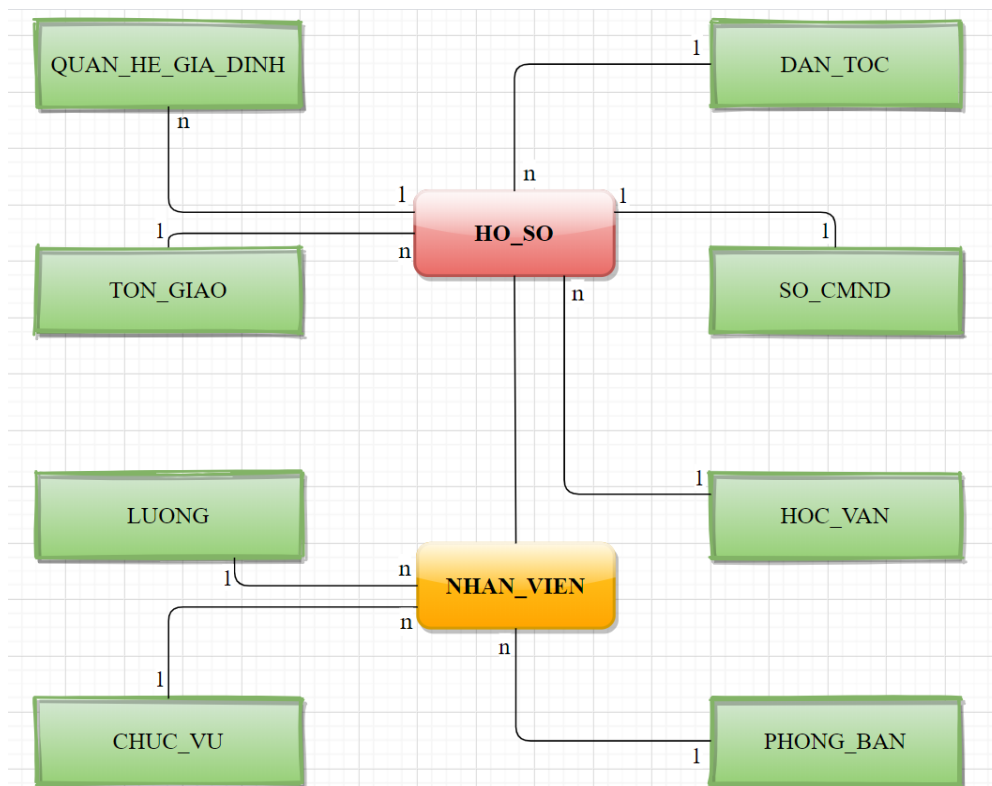 QUAN_HE_GIA_DINH
DAN_TOC
1
n
n
1
1
HO_SO
1
1
n
n
TON_GIAO
SO_CMND
LUONG
1
HOC_VAN
n
1
NHAN_VIEN
n
n
1
CHUC_VU
1
PHONG_BAN